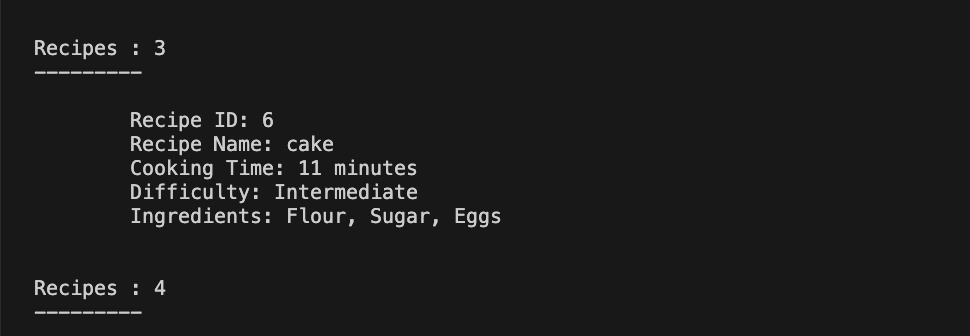 Recipes : 3
---------
Recipe ID: 6
Recipe Name: cake
Cooking Time: 11 minutes
Difficulty: Intermediate
Ingredients: Flour, Sugar, Eggs
Recipes : 4
---------